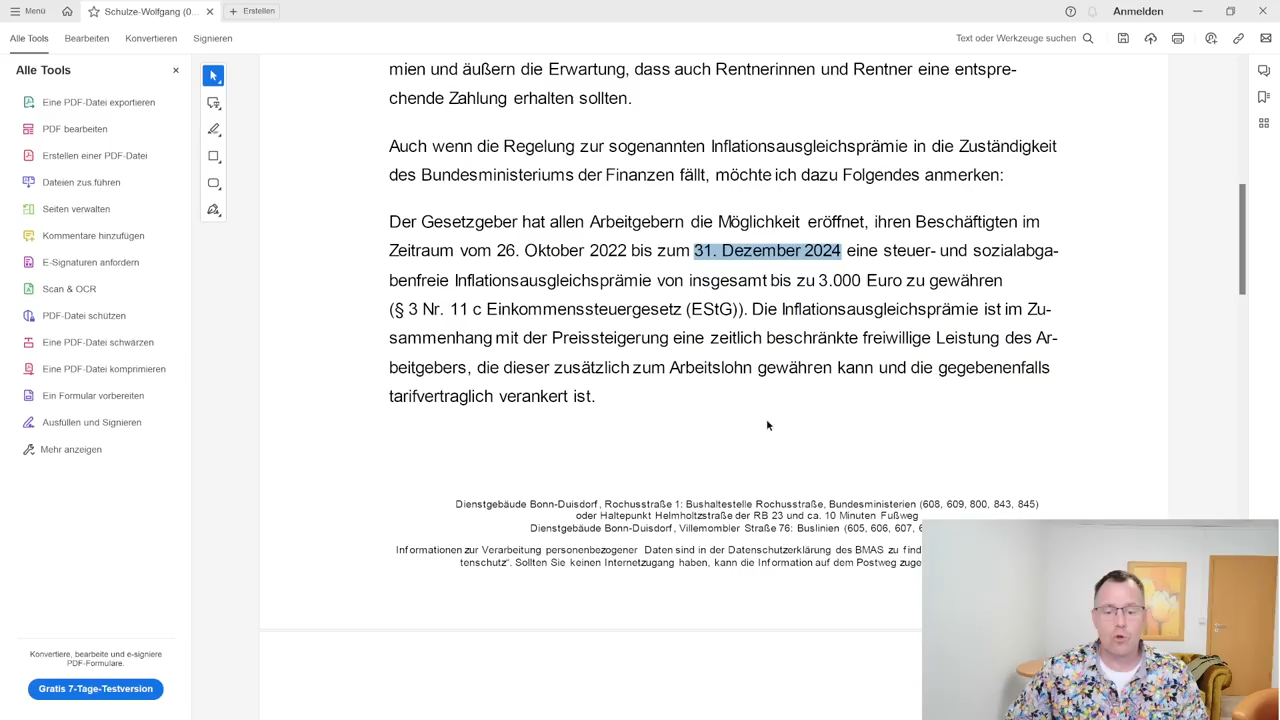 Menü
Schulze-Wolfgang (0...
Erstellen
Anmelden
Alle Tools
Bearbeiten
Konvertieren
Signieren
Text oder Werkzeuge suchen
Alle Tools
Eine PDF-Datei exportieren
PDF bearbeiten
Erstellen einer PDF-Datei
Dateien zus.führen
Seiten verwalten
Kommentare hinzufügen
E-Signaturen anfordern
Scan & OCR
PDF-Datei schützen
Eine PDF-Datei schwärzen
Eine PDF-Datei komprimieren
Ein Formular vorbereiten
Ausfüllen und Signieren
Mehr anzeigen
Konvertiere, bearbeite und e-signiere
PDF-Formulare.
Gratis 7-Tage-Testversion
mien und äußern die Erwartung, dass auch Rentnerinnen und Rentner eine entspre-
chende Zahlung erhalten sollten.
Auch wenn die Regelung zur sogenannten Inflationsausgleichsprämie in die Zuständigkeit
des Bundesministeriums der Finanzen fällt, möchte ich dazu Folgendes anmerken:
Der Gesetzgeber hat allen Arbeitgebern die Möglichkeit eröffnet, ihren Beschäftigten im
Zeitraum vom 26. Oktober 2022 bis zum 31. Dezember 2024 eine steuer- und sozialabga-
benfreie Inflationsausgleichsprämie von insgesamt bis zu 3.000 Euro zu gewähren
(§ 3 Nr. 11 c Einkommenssteuergesetz (EStG)). Die Inflationsausgleichsprämie ist im Zu-
sammenhang mit der Preissteigerung eine zeitlich beschränkte freiwillige Leistung des Ar-
beitgebers, die dieser zusätzlich zum Arbeitslohn gewähren kann und die gegebenenfalls
tarifvertraglich verankert ist.
Dienstgebäude Bonn-Duisdorf, Rochusstraße 1: Bushaltestelle Rochusstraße, Bundesministerien (608, 609, 800, 843, 845)
oder Haltepunkt Helmholtzstraße der RB 23 und ca. 10 Minuten Fußweg
Dienstgebäude Bonn-Duisdorf, Villemombler Straße 76: Buslinien (605, 606, 607,
Informationen zur Verarbeitung personenbezogener Daten sind in der Datenschutzerklärung des BMAS zu find
tenschutz“. Sollten Sie keinen Internetzugang haben, kann die Information auf dem Postweg zuge